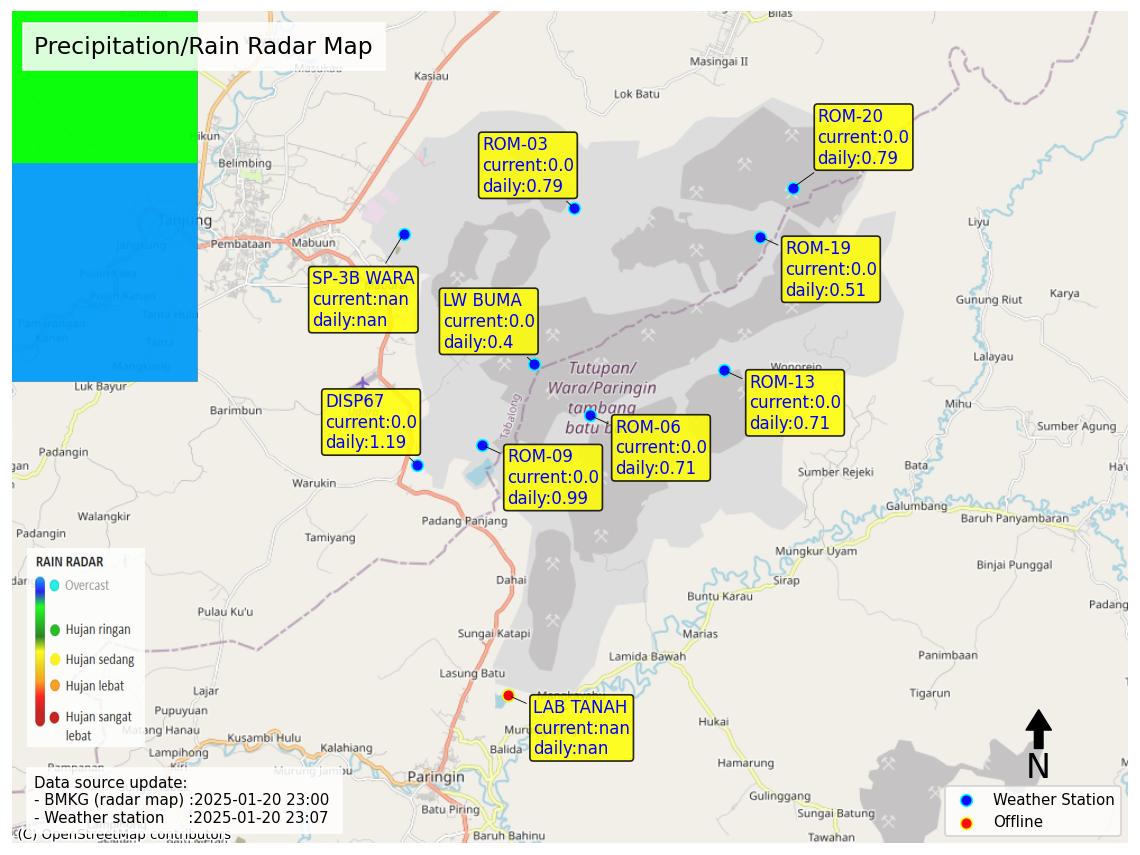 Precipitation/Rain Radar Map
Bilas
Masingai II
Kasiau
Lok Batu
Hikun
Belimbing
Tanjung
Pembataan
Mabuun
ROM-03
current:0.0
daily:0.79
ROM-20
current:0.0
daily:0.79
Liyu
SP-3B WARA
current:nan
daily:nan
ROM-19
current:0.0
daily:0.51
LW BUMA
current:0.0
daily:0.4
Gunung Riut
Karya
Lalayau
Luk Bayur
Barimbun
Tutupan/
Wara/Paringin
tambang
batu b
Tabalong
Wonorejo
ROM-13
current:0.0
daily:0.71
Mihu
Sumber Agung
DISP67
current:0.0
daily:1.19
ROM-06
current:0.0
daily:0.71
ROM-09
current:0.0
daily:0.99
Bata
Sumber Rejeki
Warukin
Galumbang
Baruh Panyambaran
Walangkir
Padangin
Padang Panjang
Tamiyang
Mungkur Uyam
Binjai Punggal
Sirap
Dahai
Buntu Karau
Padang
Pulau Ku'u
Marias
Sungai Katapi
Lamida Bawah
Panimbaan
Lasung Batu
Tigarun
RAIN RADAR
Overcast
Hujan ringan
Hujan sedang
Hujan lebat
Hujan sangat
lebat
Lajar
Pupuyuan
Matang Hanau
Kusambi Hulu
Lampihong
Kalahiang
Murung Jambu
LAB TANAH
current:nan
daily:nan
Balida
Hukai
Hamarung
Paringin
Batu Piring
Baruh Bahinu
Gulinggang
Sungai Batung
Tawahan
N
Data source update:
- BMKG (radar map) :2025-01-20 23:00
- Weather station :2025-01-20 23:07
(C) OpenStreetMap contributors
Weather Station
Offline